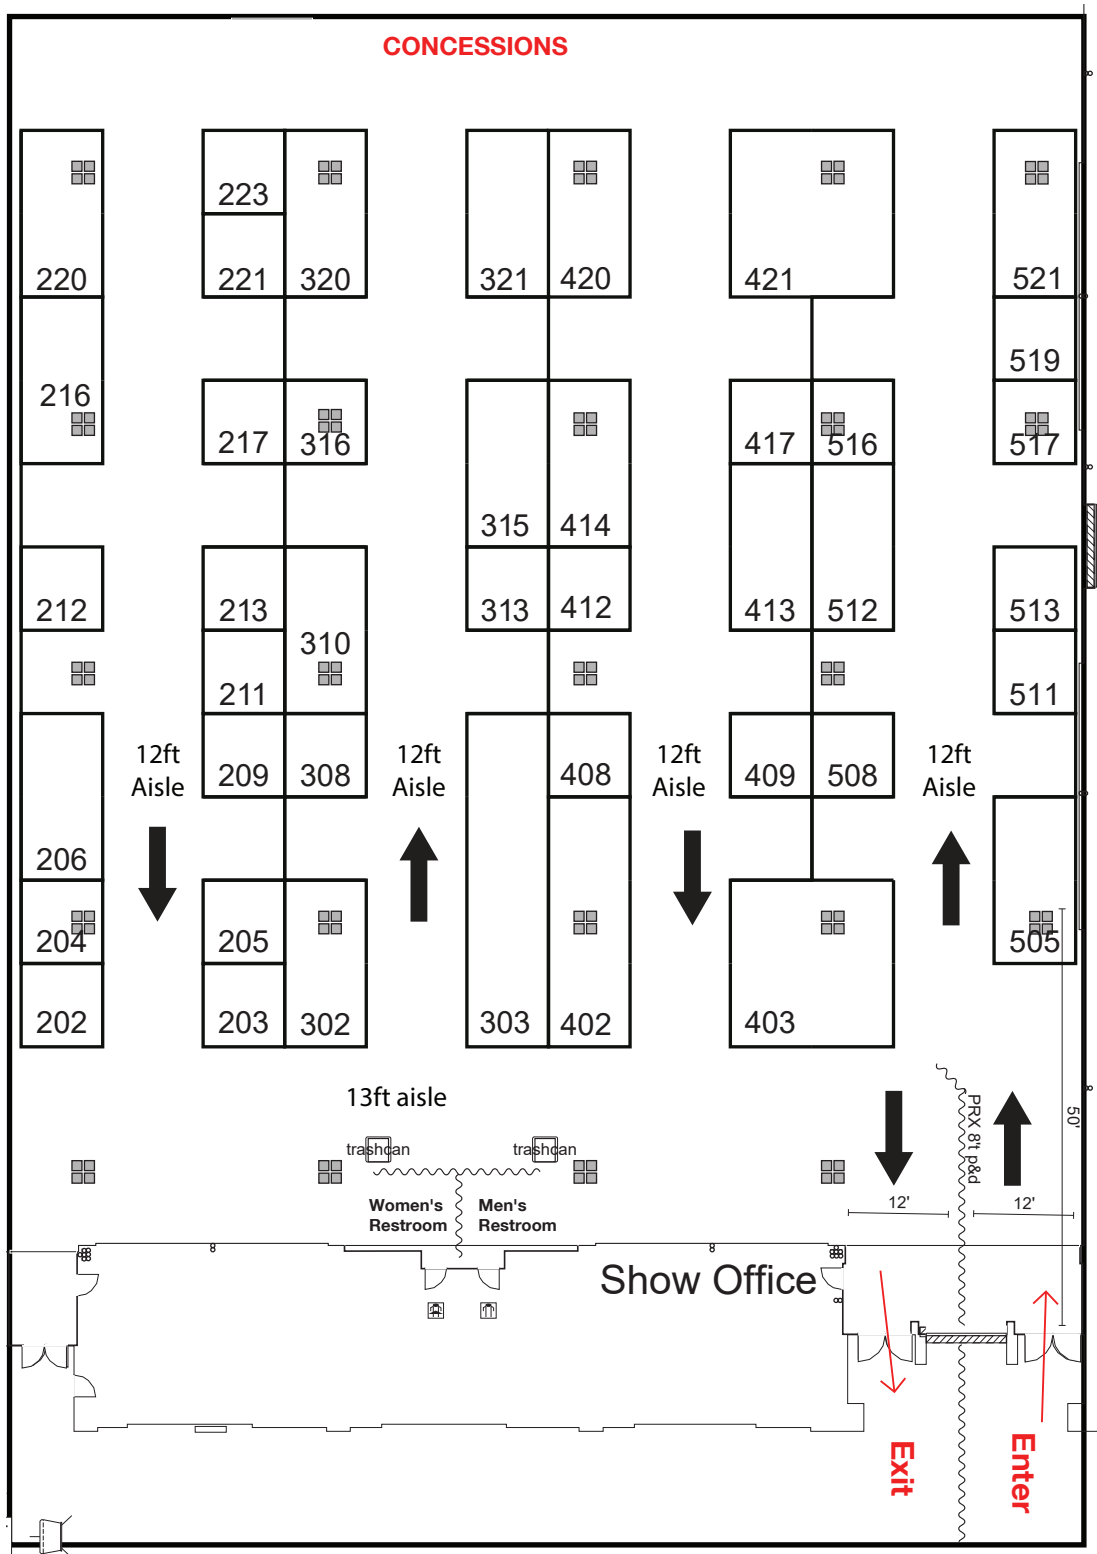 CONCESSIONS
223
220
221
320
321
420
421
521
519
216
217
316
417
516
517
315
414
212
213
313
412
413
512
513
310
211
511
12ft
Aisle
209
308
12ft
Aisle
408
12ft
Aisle
409
508
12ft
Aisle
206
204
205
505
202
203
302
303
402
403
13ft aisle
PRX 8't p&d
50'
trashcan
trashcan
Women's
Restroom
Men's
Restroom
12'
12'
Show Office
Exit
Enter